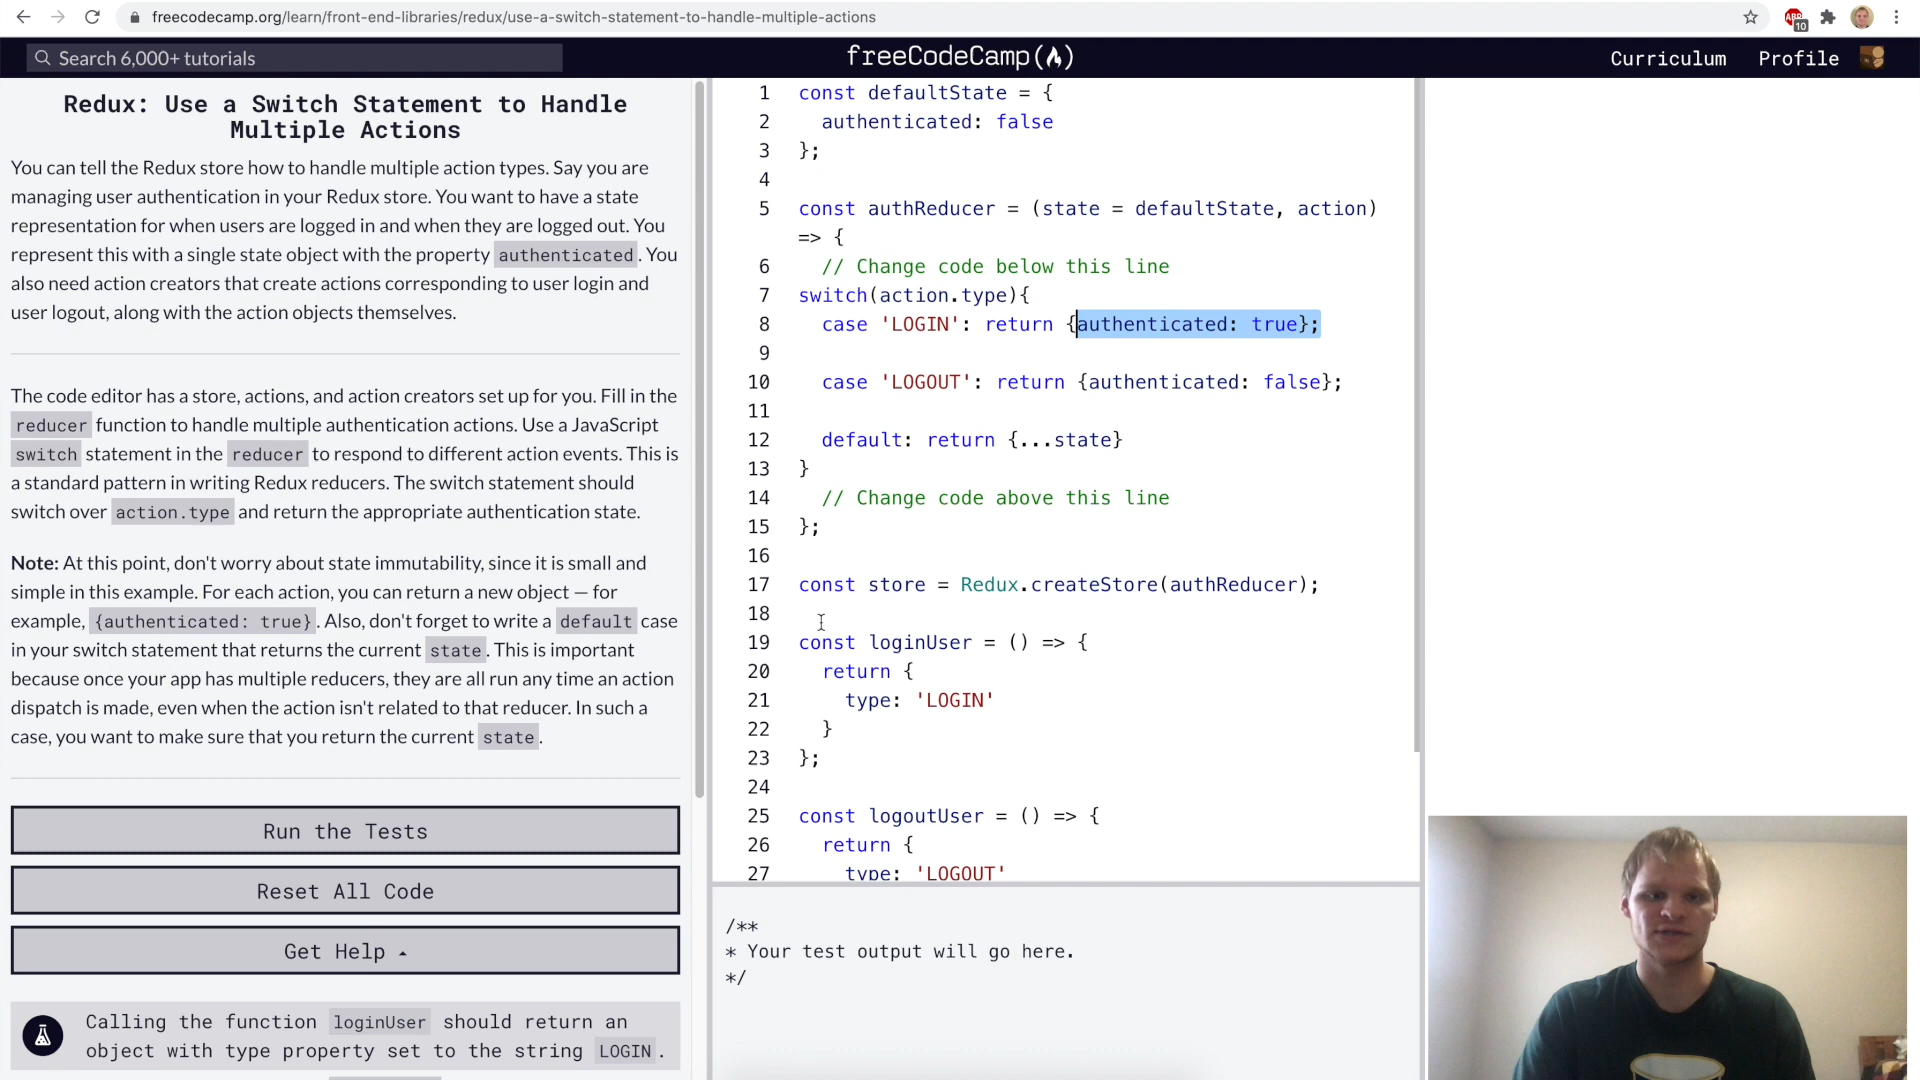 freecodecamp.org/learn/front-end-libraries/redux/use-a-switch-statement-to-handle-multiple-actions
ABP
10
Search 6,000+ tutorials
freeCodeCamp
Curriculum
Profile
Redux: Use a Switch Statement to Handle
Multiple Actions
You can tell the Redux store how to handle multiple action types. Say you are
managing user authentication in your Redux store. You want to have a state
representation for when users are logged in and when they are logged out. You
represent this with a single state object with the property authenticated. You
also need action creators that create actions corresponding to user login and
user logout, along with the action objects themselves.
The code editor has a store, actions, and action creators set up for you. Fill in the
reducer function to handle multiple authentication actions. Use a JavaScript
switch statement in the reducer to respond to different action events. This is
a standard pattern in writing Redux reducers. The switch statement should
switch over action.type and return the appropriate authentication state.
Note: At this point, don't worry about state immutability, since it is small and
simple in this example. For each action, you can return a new object — for
example, {authenticated: true}. Also, don't forget to write a default case
in your switch statement that returns the current state. This is important
because once your app has multiple reducers, they are all run any time an action
dispatch is made, even when the action isn't related to that reducer. In such a
case, you want to make sure that you return the current state.
Run the Tests
Reset All Code
Get Help
Calling the function loginUser should return an
object with type property set to the string LOGIN.
1 const defaultState = {
2 authenticated: false
3 };
4
5 const authReducer = (state = defaultState, action)
=> {
6 // Change code below this line
7 switch(action.type){
8 case 'LOGIN': return {authenticated: true};
9
10 case 'LOGOUT': return {authenticated: false};
11
12 default: return {...state}
13 }
14 // Change code above this line
15 };
16
17 const store = Redux.createStore(authReducer);
18
19 const loginUser = () => {
20 return {
21 type: 'LOGIN'
22 }
23 };
24
25 const logoutUser = () => {
26 return {
27 type: 'LOGOUT'
/**
* Your test output will go here.
*/